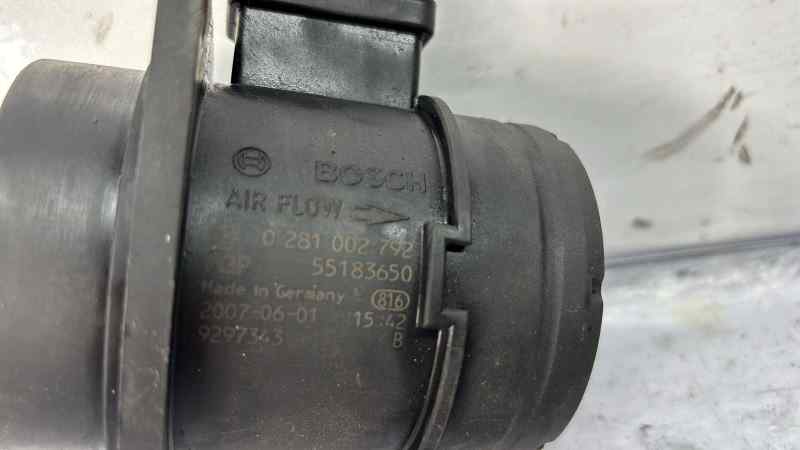 BOSCH
AIR FLOW
0 281 002 792
55183650
Made in Germany 816
2007-06-01 15:42
9297343 B